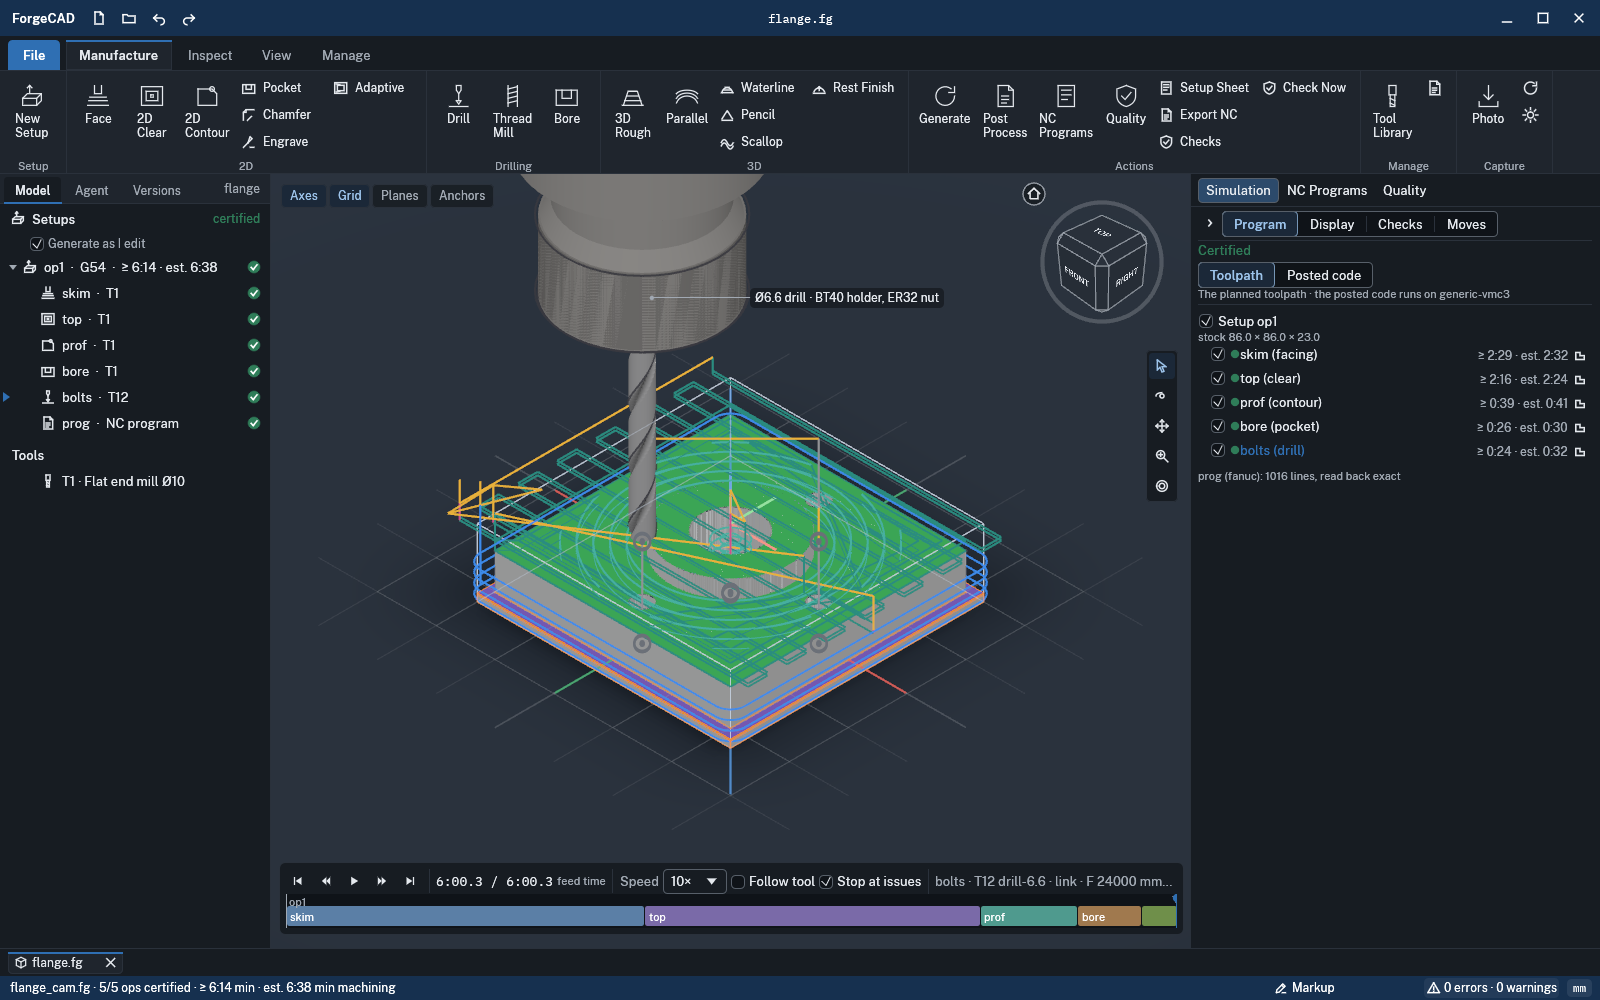 ForgeCAD
flange.fg
File
Manufacture
Inspect
View
Manage
New Setup
Setup
Face
2D Clear
2D Contour
Pocket
Chamfer
Engrave
Adaptive
2D
Drill
Thread Mill
Bore
Drilling
3D Rough
Parallel
Waterline
Pencil
Scallop
Rest Finish
3D
Generate
Post Process
NC Programs
Quality
Setup Sheet
Export NC
Checks
Check Now
Actions
Tool Library
Manage
Photo
Capture
Model
Agent
Versions
flange
Setups
certified
Generate as I edit
op1 · G54 · ≥ 6:14 · est. 6:38
skim · T1
top · T1
prof · T1
bore · T1
bolts · T12
prog · NC program
Tools
T1 · Flat end mill Ø10
Axes
Grid
Planes
Anchors
Ø6.6 drill · BT40 holder, ER32 nut
TOP
FRONT
RIGHT
6:00.3 / 6:00.3 feed time
Speed
10×
Follow tool
Stop at issues
bolts · T12 drill-6.6 · link · F 24000 mm...
op1
skim
top
prof
bore
Simulation
NC Programs
Quality
Program
Display
Checks
Moves
Certified
Toolpath
Posted code
The planned toolpath · the posted code runs on generic-vmc3
Setup op1
stock 86.0 × 86.0 × 23.0
skim (facing) ≥ 2:29 · est. 2:32
top (clear) ≥ 2:16 · est. 2:24
prof (contour) ≥ 0:39 · est. 0:41
bore (pocket) ≥ 0:26 · est. 0:30
bolts (drill) ≥ 0:24 · est. 0:32
prog (fanuc): 1016 lines, read back exact
flange.fg
flange_cam.fg · 5/5 ops certified · ≥ 6:14 min · est. 6:38 min machining
Markup
0 errors · 0 warnings
mm